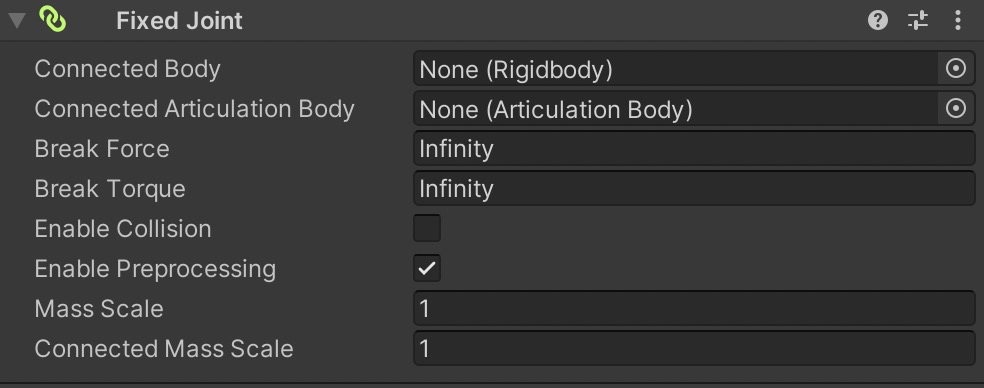 Fixed Joint
Connected Body None (Rigidbody)
Connected Articulation Body None (Articulation Body)
Break Force Infinity
Break Torque Infinity
Enable Collision
Enable Preprocessing
Mass Scale 1
Connected Mass Scale 1